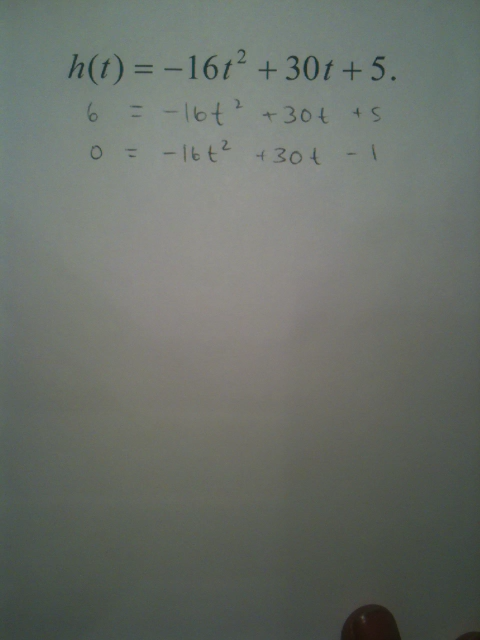 h(t) = −16t² + 30t + 5.
6 = −16t² + 30t + 5
0 = −16t² + 30t − 1